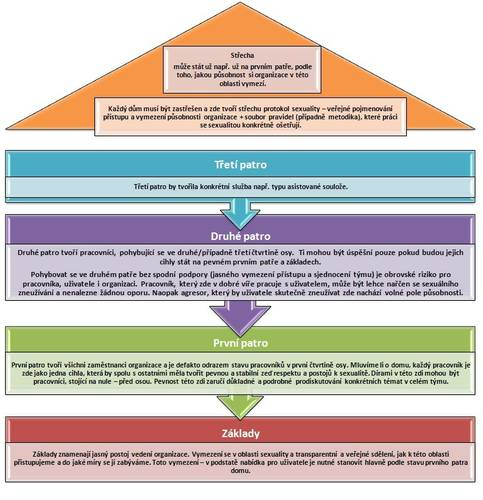 Střecha
může stát už např. už na prvním patře, podle
toho, jakou působnost si organizace v této
oblasti vymezí.
Každý dům musí být zastřešen a zde tvoří střechu protokol sexuality – veřejné pojmenování
přístupu a vymezení působnosti organizace + soubor pravidel (případně metodika), které práci
se sexualitou konkrétně ošetřují.
Třetí patro
Třetí patro by tvořila konkrétní služba např. typu asistované soulože.
Druhé patro
Druhé patro tvoří pracovníci, pohybující se ve druhé/případně třetí čtvrtině osy. Ti mohou být úspěšní pouze pokud budou jejich
cihly stát na pevném prvním patře a základech.
Pohybovat se ve druhém patře bez spodní podpory (jasného vymezení přístupu a sjednocení týmu) je obrovské riziko pro
pracovníka, uživatele i organizaci. Pracovník, který zde v dobré víře pracuje s uživatelem, může být lehce nařčen se sexuálního
zneužívání a nenalezne žádnou oporu. Naopak agresor, který by uživatele skutečně zneužívat zde nachází volné pole působnosti.
První patro
První patro tvoří všichni zaměstnanci organizace a je defakto odrazem stavu pracovníků v první čtvrtině osy. Mluvíme li o domu, každý pracovník je
zde jako jedna cihla, která by spolu s ostatními měla tvořit pevnou a stabilní zeď respektu a postojů k sexualitě. Dírami v této zdi mohou být
pracovníci, stojící na nule – před osou. Pevnost této zdi zaručí důkladné a podrobné prodiskutování konkrétních témat v celém týmu.
Základy
Základy znamenají jasný postoj vedení organizace. Vymezení se v oblasti sexuality a transparentní a veřejné sdělení, jak k této oblasti
přistupujeme a do jaké míry se jí zabýváme. Toto vymezení – v podstatě nabídka pro uživatele je nutné stanovit hlavně podle stavu prvního patra
domu.